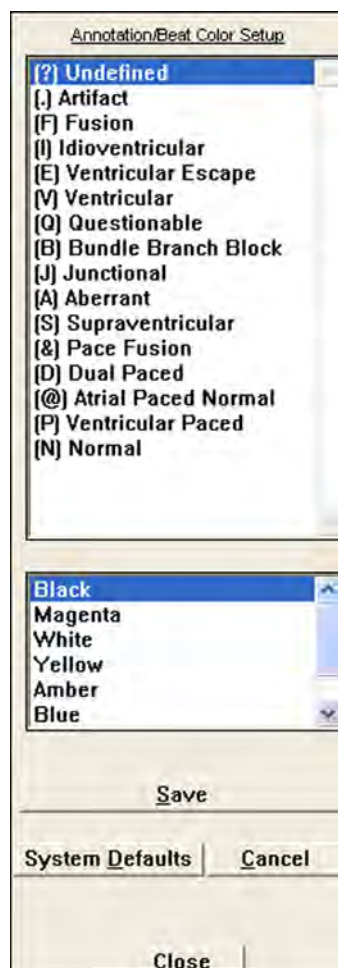 Annotation/Beat Color Setup
(?) Undefined
(.) Artifact
(F) Fusion
(I) Idioventricular
(E) Ventricular Escape
(V) Ventricular
(Q) Questionable
(B) Bundle Branch Block
(J) Junctional
(A) Aberrant
(S) Supraventricular
(&) Pace Fusion
(D) Dual Paced
(@) Atrial Paced Normal
(P) Ventricular Paced
(N) Normal
Black
Magenta
White
Yellow
Amber
Blue
Save
System Defaults Cancel
Close